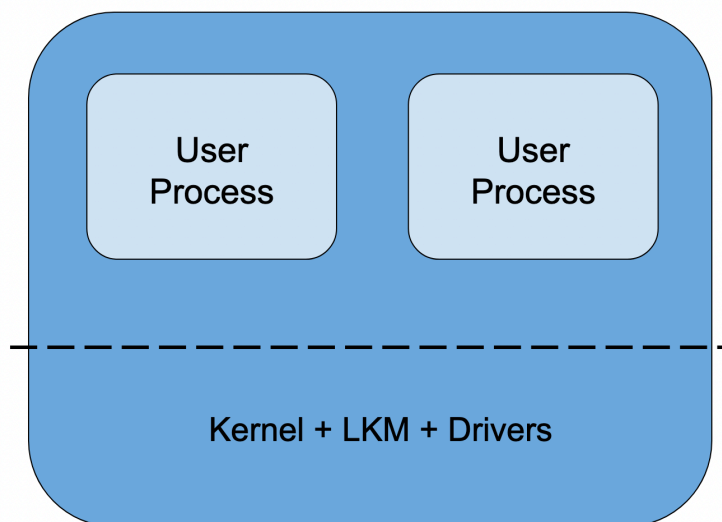 User
Process
User
Process
Kernel + LKM + Drivers